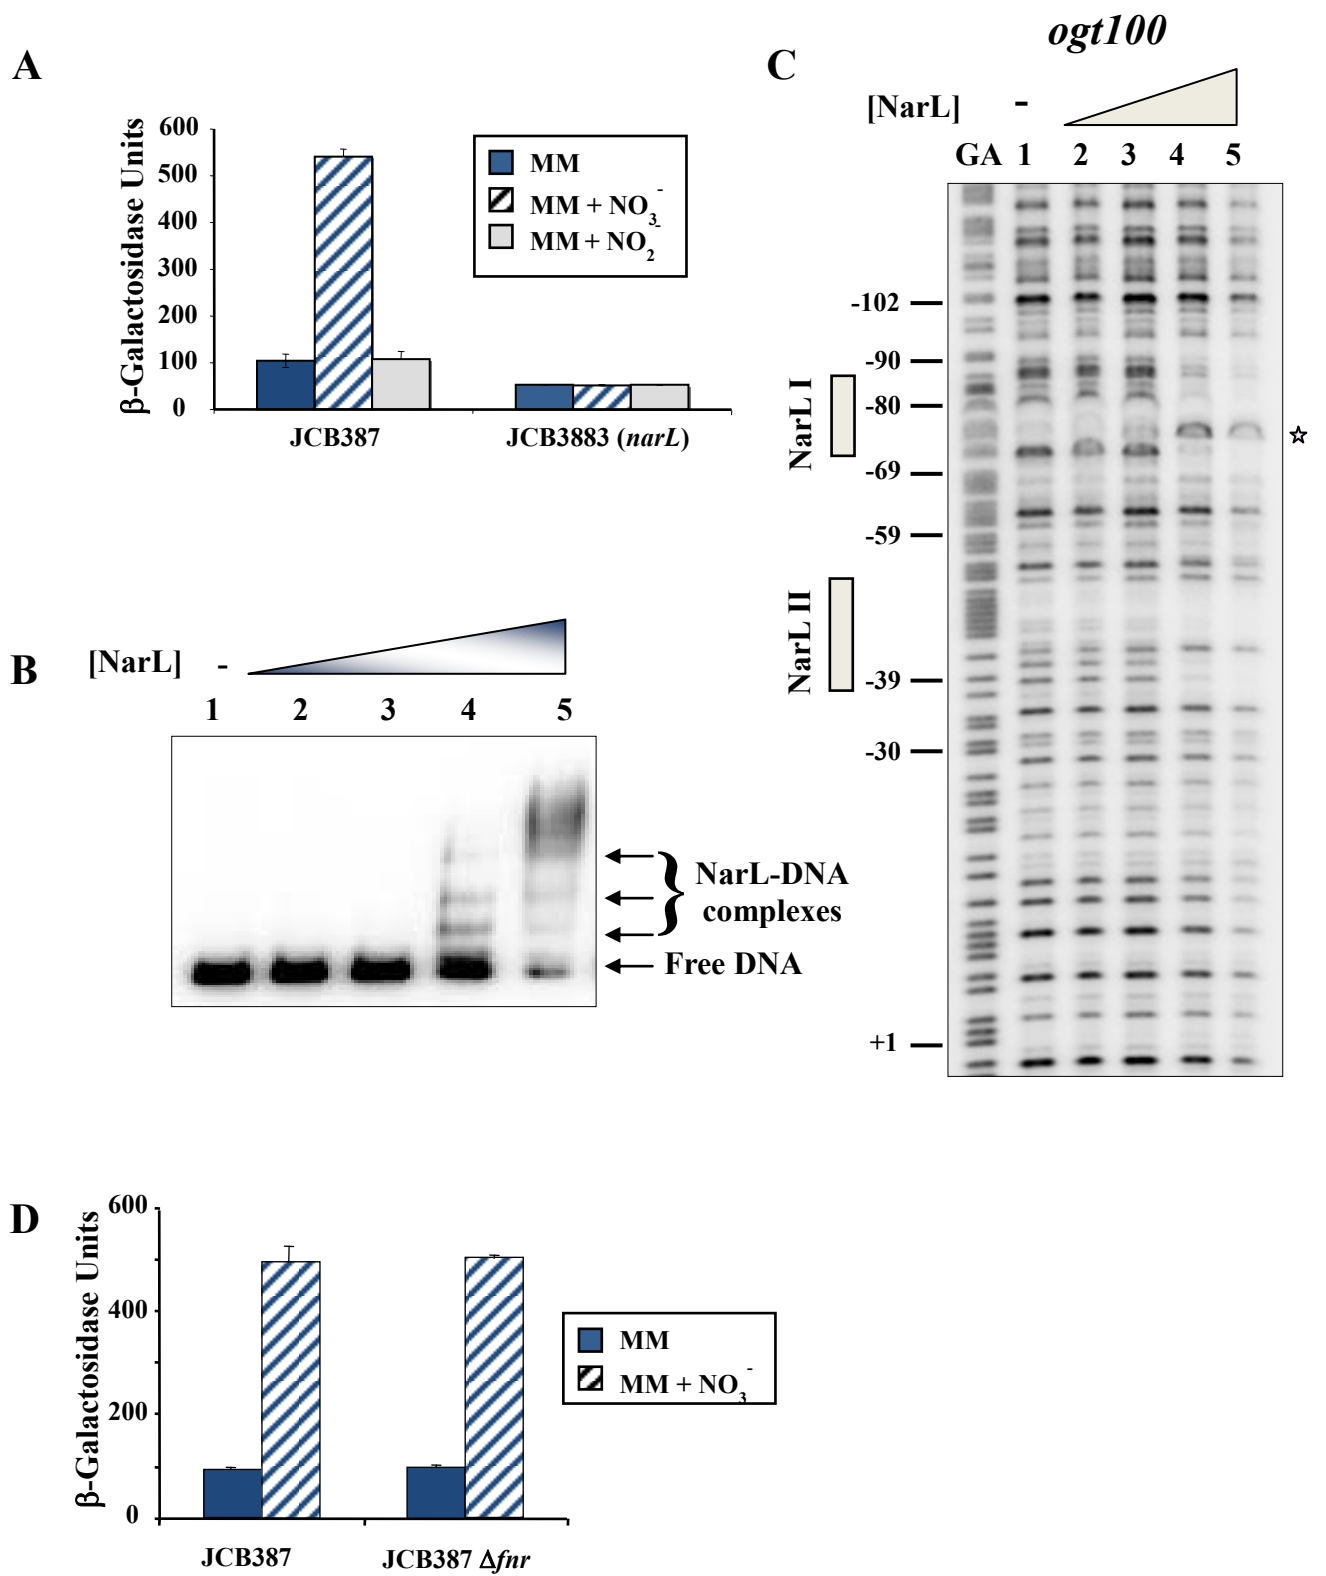 A
β-Galactosidase Units
600
500
400
300
200
100
0
MM
MM + NO3-
MM + NO2-
JCB387
JCB3883 (narL)
B
[NarL] -
1 2 3 4 5
NarL-DNA
complexes
Free DNA
C
ogt100
[NarL] -
GA 1 2 3 4 5
-102
-90
-80
-69
-59
-39
-30
+1
NarL I
NarL II
☆
D
β-Galactosidase Units
600
400
200
0
MM
MM + NO3-
JCB387
JCB387 Δfnr